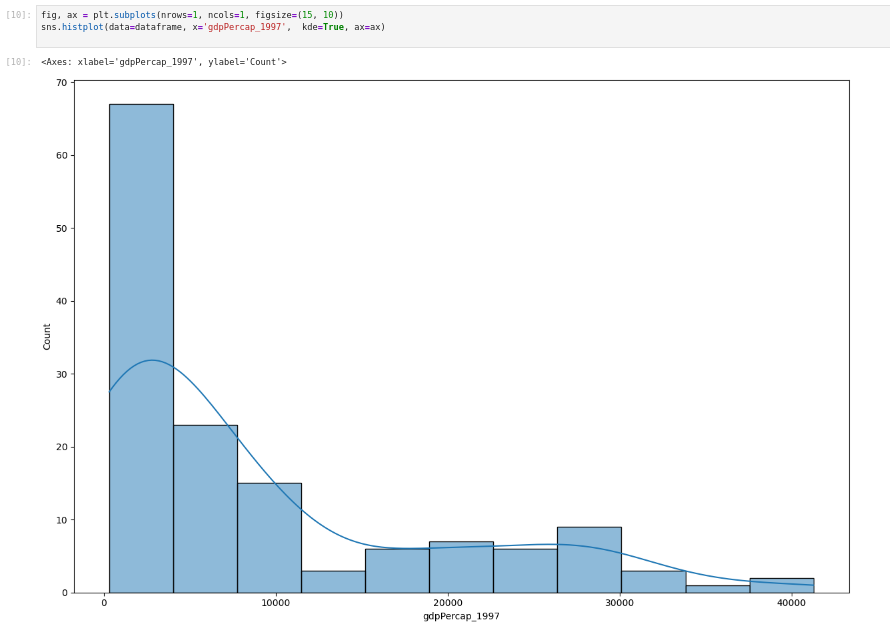 [10]: fig, ax = plt.subplots(nrows=1, ncols=1, figsize=(15, 10))
sns.histplot(data=dataframe, x='gdpPercap_1997',  kde=True, ax=ax)
[10]: <Axes: xlabel='gdpPercap_1997', ylabel='Count'>
70
60
50
40
30
20
10
0
Count
0 10000 20000 30000 40000
gdpPercap_1997